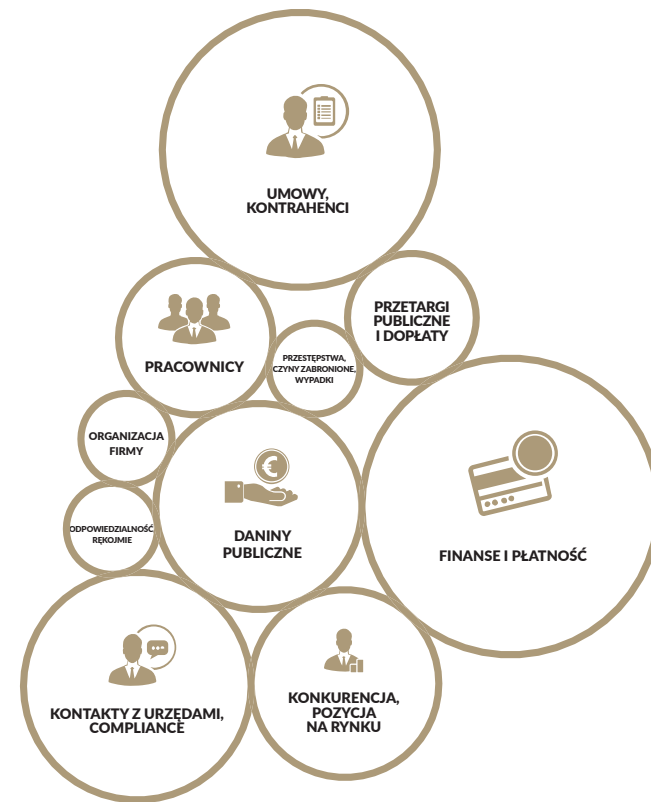 UMOWY,
KONTRAHENCI
PRZETARGI
PUBLICZNE
I DOPŁATY
PRACOWNICY
PRZESTĘPSTWA,
CZYNY ZABRONIONE,
WYPADKI
ORGANIZACJA
FIRMY
ODPOWIEDZIALNOŚĆ,
RĘKOJMIE
DANINY
PUBLICZNE
FINANSE I PŁATNOŚĆ
KONTAKTY Z URZĘDAMI,
COMPLIANCE
KONKURENCJA,
POZYCJA
NA RYNKU